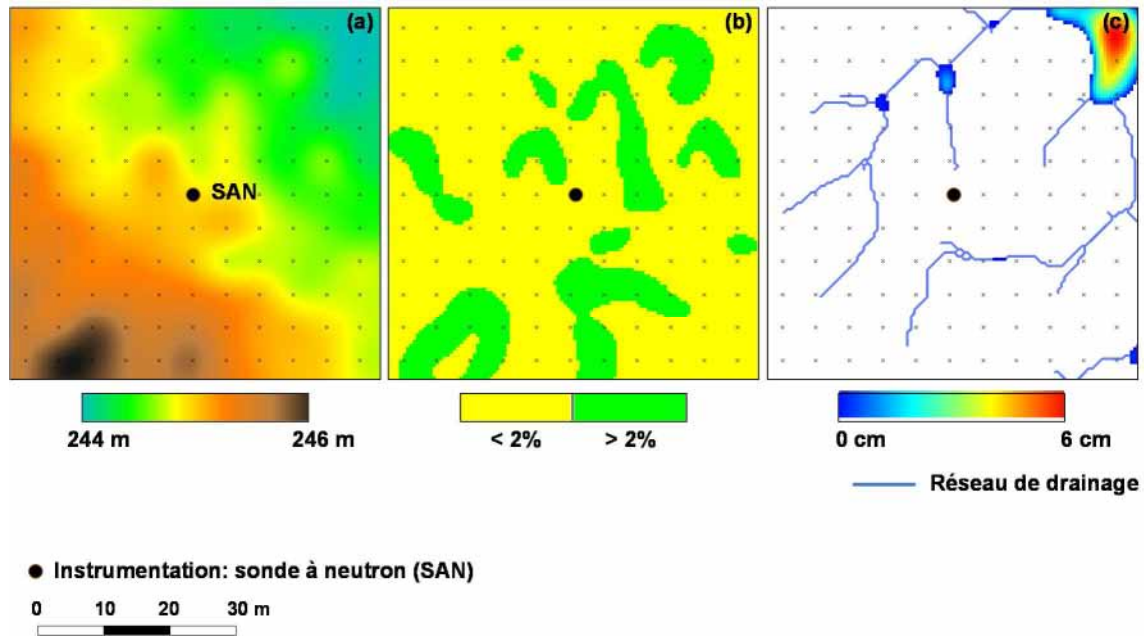 (a)
(b)
(c)
SAN
244 m 246 m
< 2% > 2%
0 cm 6 cm
Réseau de drainage
Instrumentation: sonde à neutron (SAN)
0 10 20 30 m